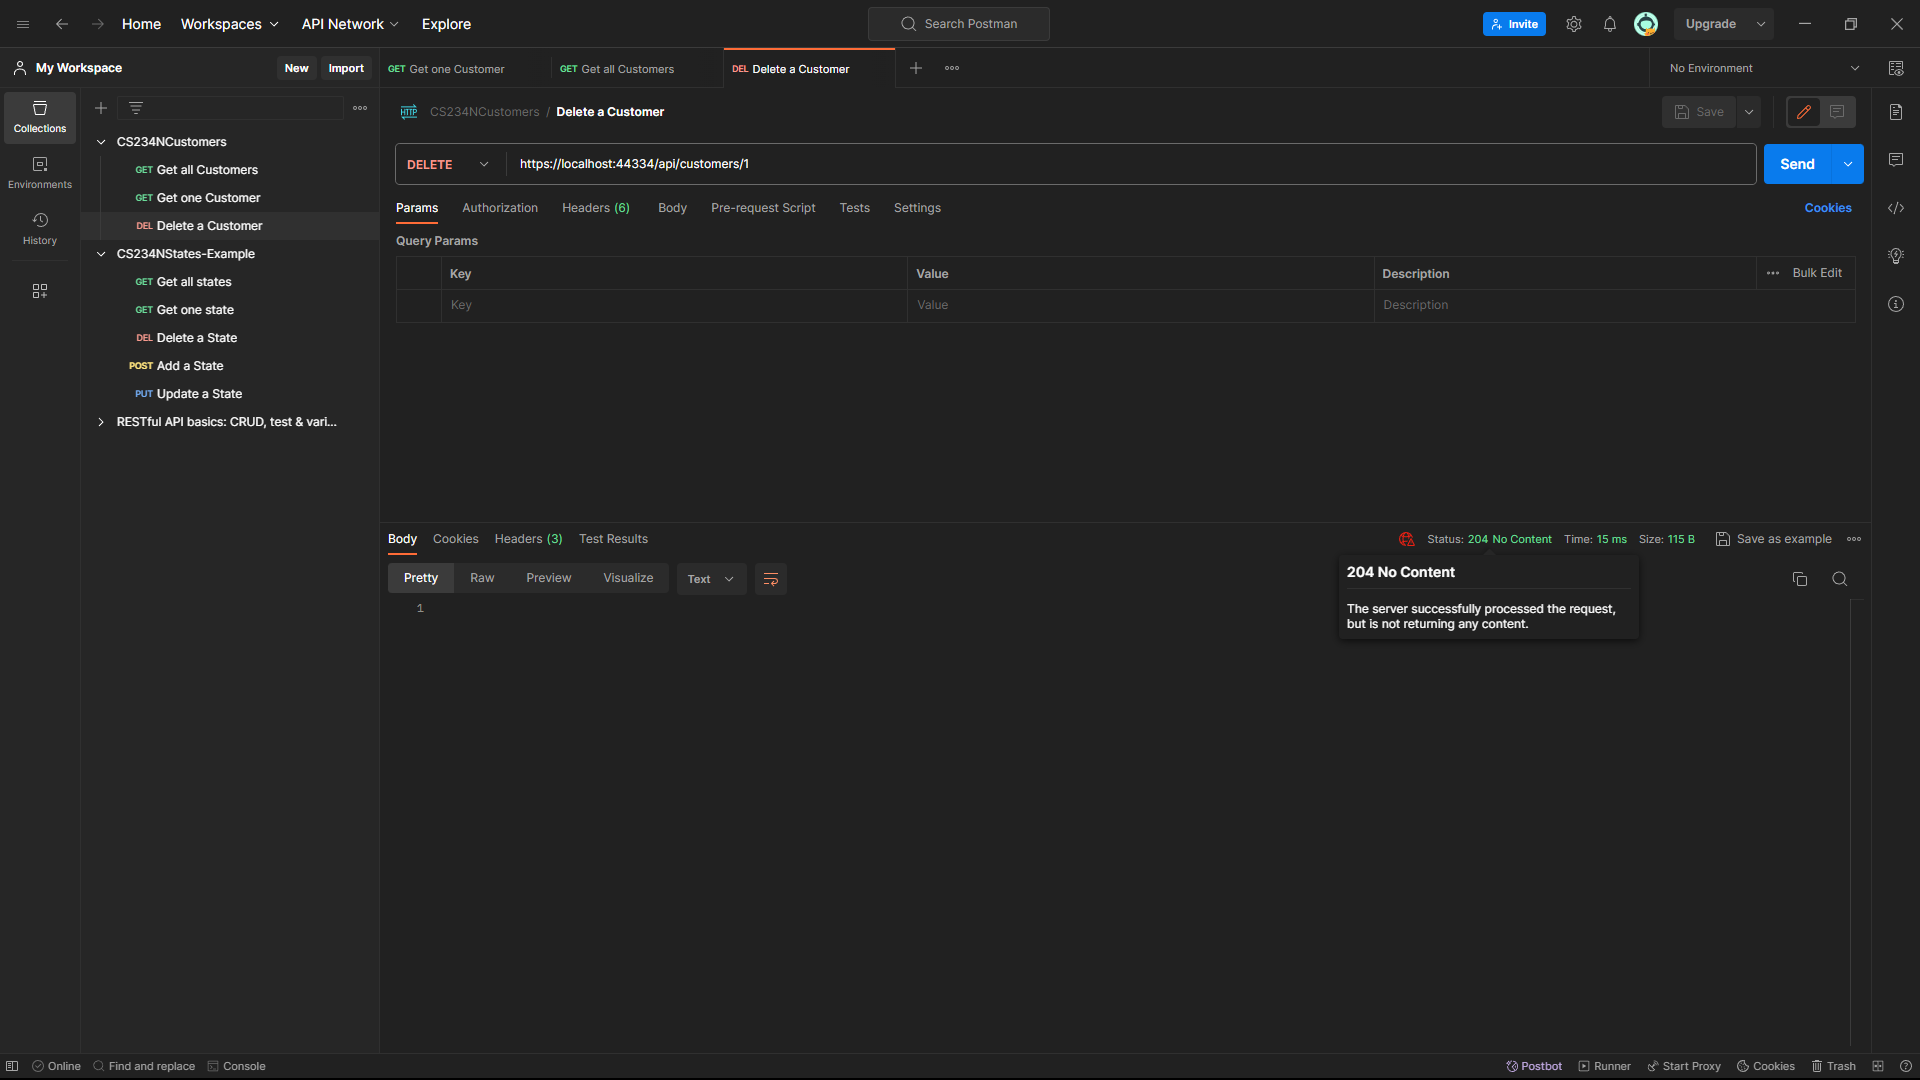 Home Workspaces API Network Explore Search Postman Invite Upgrade
My Workspace New Import GET Get one Customer GET Get all Customers DEL Delete a Customer No Environment
HTTP CS234NCustomers / Delete a Customer Save
Collections
Environments
History
CS234NCustomers
GET Get all Customers
GET Get one Customer
DEL Delete a Customer
CS234NStates-Example
GET Get all states
GET Get one state
DEL Delete a State
POST Add a State
PUT Update a State
RESTful API basics: CRUD, test & vari...
DELETE https://localhost:44334/api/customers/1 Send
Params Authorization Headers (6) Body Pre-request Script Tests Settings Cookies
Query Params
Key Value Description Bulk Edit
Key Value Description
Body Cookies Headers (3) Test Results Status: 204 No Content Time: 15 ms Size: 115 B Save as example
Pretty Raw Preview Visualize Text
1
204 No Content
The server successfully processed the request,
but is not returning any content.
Online Find and replace Console Postbot Runner Start Proxy Cookies Trash